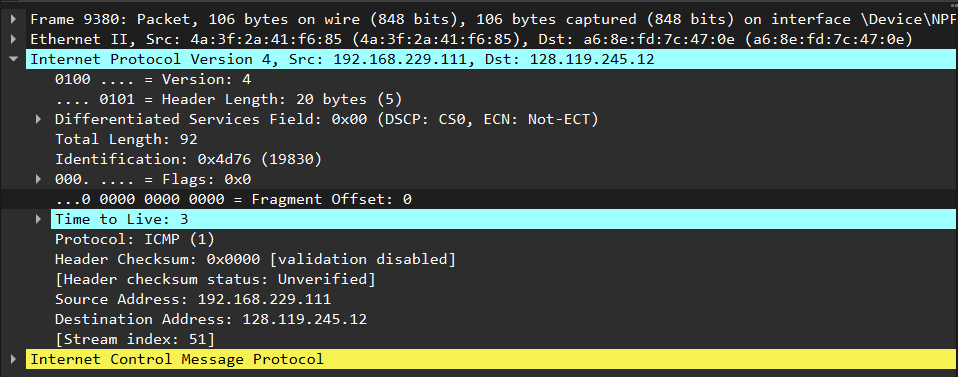 Frame 9380: Packet, 106 bytes on wire (848 bits), 106 bytes captured (848 bits) on interface \Device\NPF
Ethernet II, Src: 4a:3f:2a:41:f6:85 (4a:3f:2a:41:f6:85), Dst: a6:8e:fd:7c:47:0e (a6:8e:fd:7c:47:0e)
Internet Protocol Version 4, Src: 192.168.229.111, Dst: 128.119.245.12
0100 .... = Version: 4
.... 0101 = Header Length: 20 bytes (5)
Differentiated Services Field: 0x00 (DSCP: CS0, ECN: Not-ECT)
Total Length: 92
Identification: 0x4d76 (19830)
000. .... = Flags: 0x0
...0 0000 0000 0000 = Fragment Offset: 0
Time to Live: 3
Protocol: ICMP (1)
Header Checksum: 0x0000 [validation disabled]
[Header checksum status: Unverified]
Source Address: 192.168.229.111
Destination Address: 128.119.245.12
[Stream index: 51]
Internet Control Message Protocol